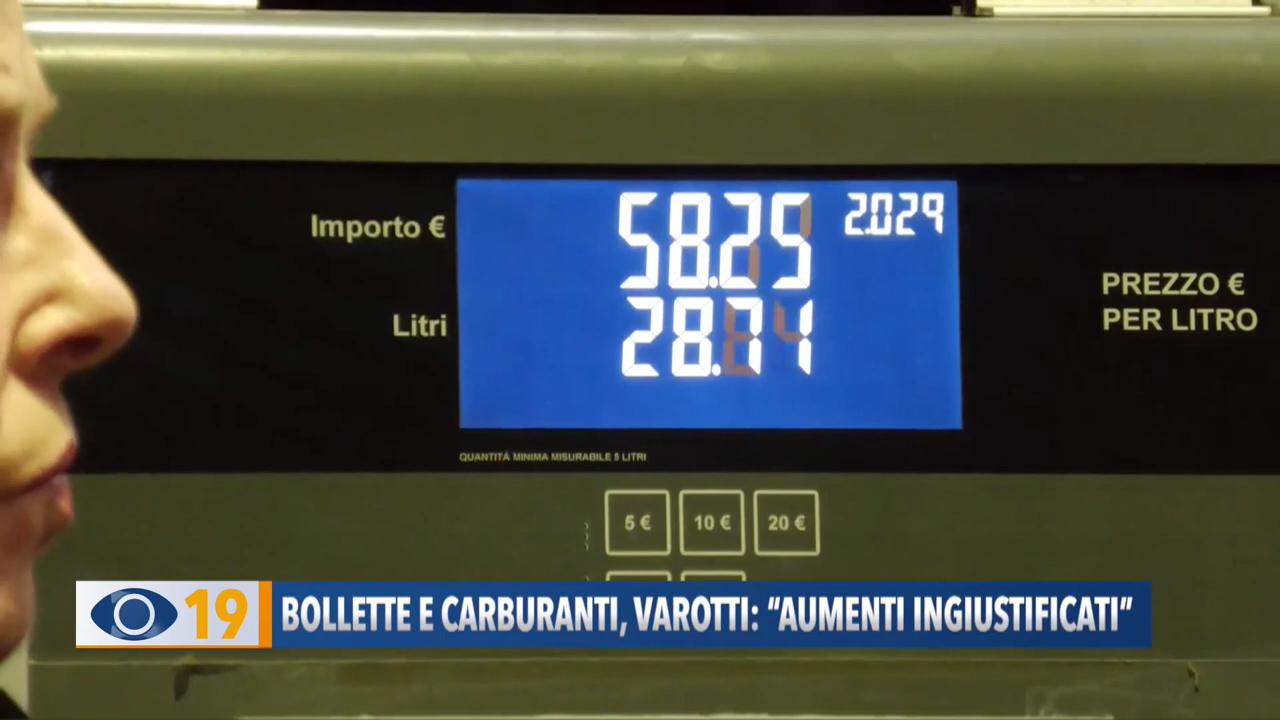 Importo €
58.25
2.029
Litri
28.71
PREZZO €
PER LITRO
QUANTITÀ MINIMA MISURABILE 5 LITRI
5 €
10 €
20 €
19
BOLLETTE E CARBURANTI, VAROTTI: “AUMENTI INGIUSTIFICATI”